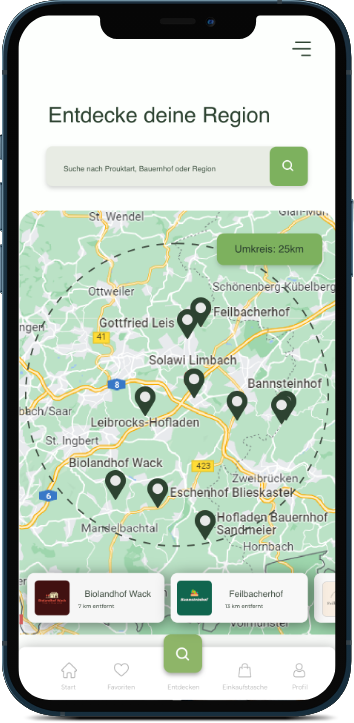 Entdecke deine Region
Suche nach Prouktart, Bauernhof oder Region
St. Wendel
Glan-Mün.
Umkreis: 25km
Ottweiler
Schönenberg-Kübelberg
Feilbacherhof
Gottfried Leis
41
Solawi Limbach
8
Bannsteinhof
bach/Saar
Leibrocks-Hofladen
St. Ingbert
Biolandhof Wack
423
Zweibrücken
6
Eschenhof Blieskastel
Mandelbachtal
Hofladen Bauernhof
Sandmeier
Hornbach
Biolandhof Wack
7 km entfernt
Feilbacherhof
13 km entfernt
Volmunster
Start
Favoriten
Entdecken
Einkaufstasche
Profil